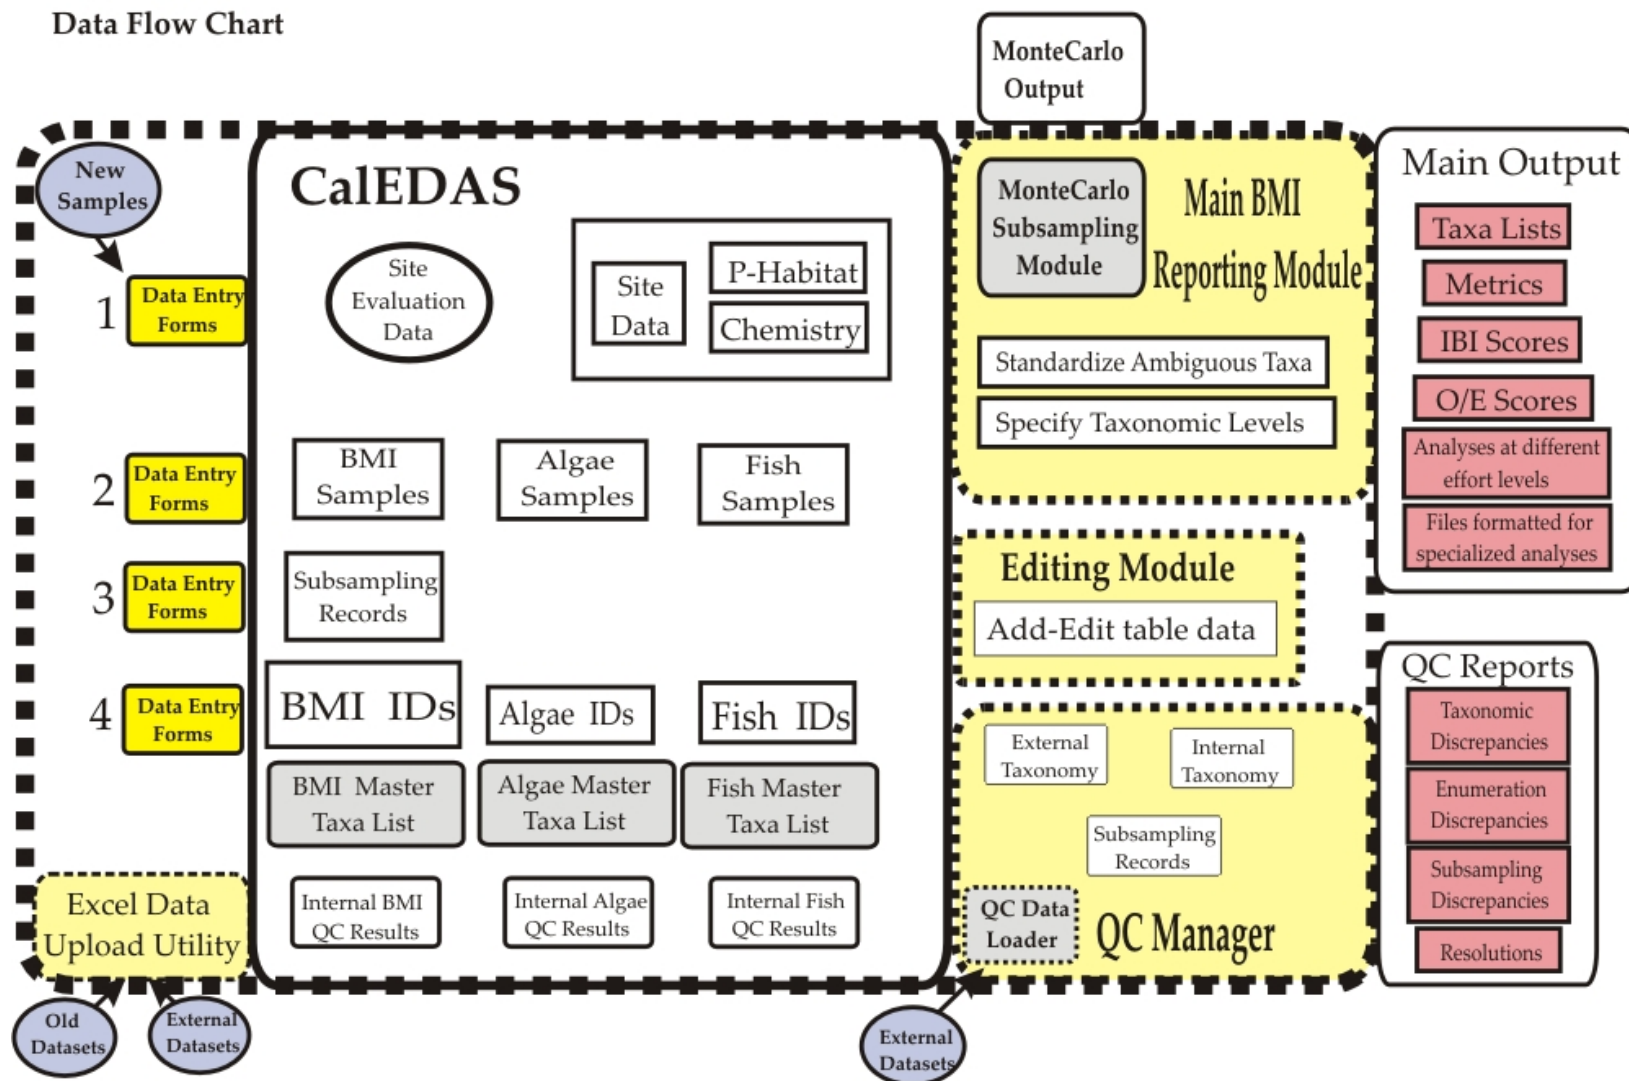 Data Flow Chart
MonteCarlo
Output
New
Samples
1
Data Entry
Forms
2
Data Entry
Forms
3
Data Entry
Forms
4
Data Entry
Forms
Excel Data
Upload Utility
Old
Datasets
External
Datasets
CalEDAS
Site
Evaluation
Data
Site
Data
P-Habitat
Chemistry
BMI
Samples
Algae
Samples
Fish
Samples
Subsampling
Records
BMI IDs
Algae IDs
Fish IDs
BMI Master
Taxa List
Algae Master
Taxa List
Fish Master
Taxa List
Internal BMI
QC Results
Internal Algae
QC Results
Internal Fish
QC Results
MonteCarlo
Subsampling
Module
Main BMI
Reporting Module
Standardize Ambiguous Taxa
Specify Taxonomic Levels
Editing Module
Add-Edit table data
External
Taxonomy
Internal
Taxonomy
Subsampling
Records
QC Data
Loader
QC Manager
External
Datasets
Main Output
Taxa Lists
Metrics
IBI Scores
O/E Scores
Analyses at different
effort levels
Files formatted for
specialized analyses
QC Reports
Taxonomic
Discrepancies
Enumeration
Discrepancies
Subsampling
Discrepancies
Resolutions